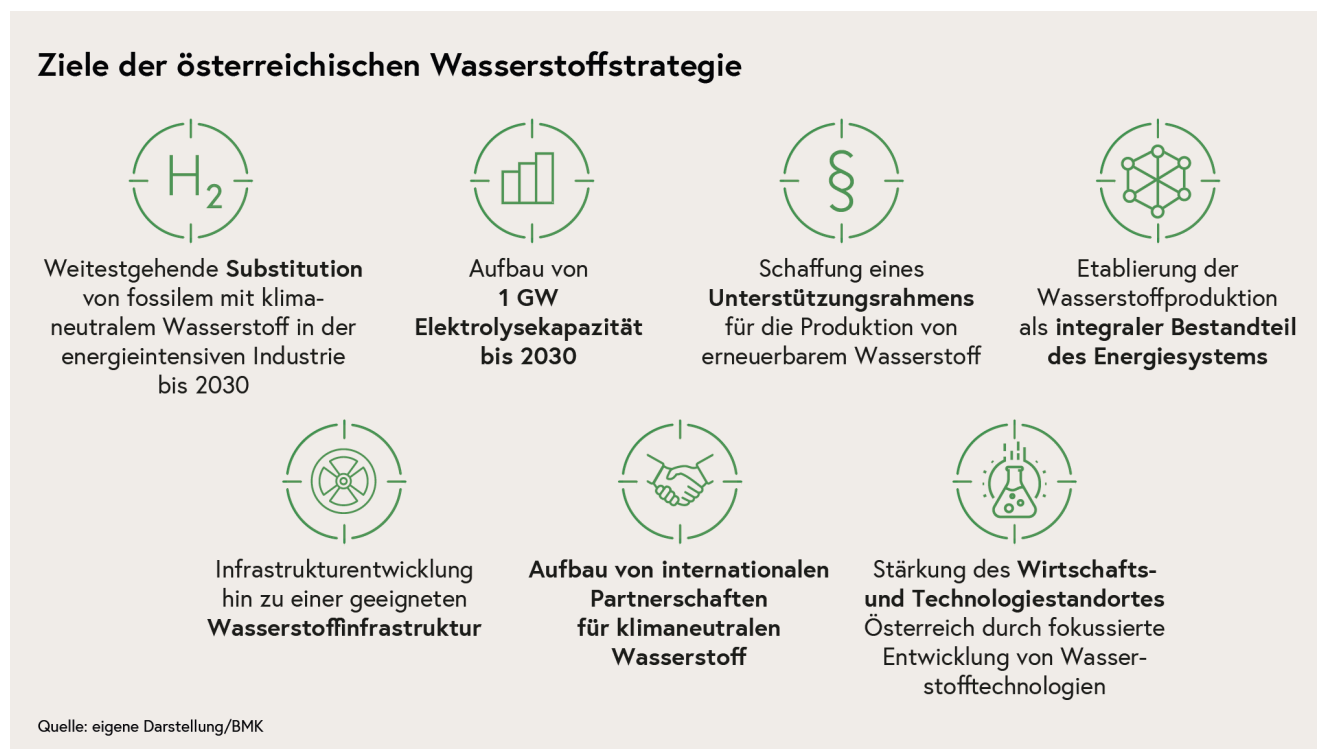 Ziele der österreichischen Wasserstoffstrategie
H2
§
Weitestgehende Substitution
von fossilem mit klima-
neutralem Wasserstoff in der
energieintensiven Industrie
bis 2030
Aufbau von
1 GW
Elektrolysekapazität
bis 2030
Schaffung eines
Unterstützungsrahmens
für die Produktion von
erneuerbarem Wasserstoff
Etablierung der
Wasserstoffproduktion
als integraler Bestandteil
des Energiesystems
Infrastrukturentwicklung
hin zu einer geeigneten
Wasserstoffinfrastruktur
Aufbau von internationalen
Partnerschaften
für klimaneutralen
Wasserstoff
Stärkung des Wirtschafts-
und Technologiestandortes
Österreich durch fokussierte
Entwicklung von Wasser-
stofftechnologien
Quelle: eigene Darstellung/BMK